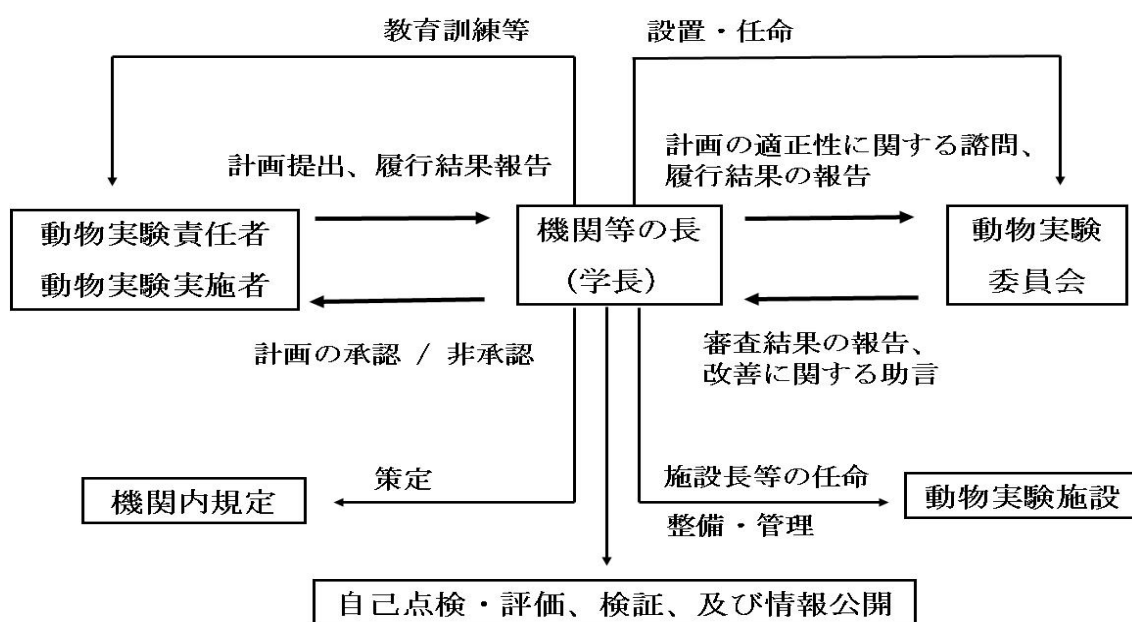 教育訓練等
設置・任命
計画提出、履行結果報告
計画の適正性に関する諮問、
履行結果の報告
動物実験責任者
動物実験実施者
機関等の長
(学長)
動物実験
委員会
計画の承認 / 非承認
審査結果の報告、
改善に関する助言
機関内規定
策定
施設長等の任命
整備・管理
動物実験施設
自己点検・評価、検証、及び情報公開